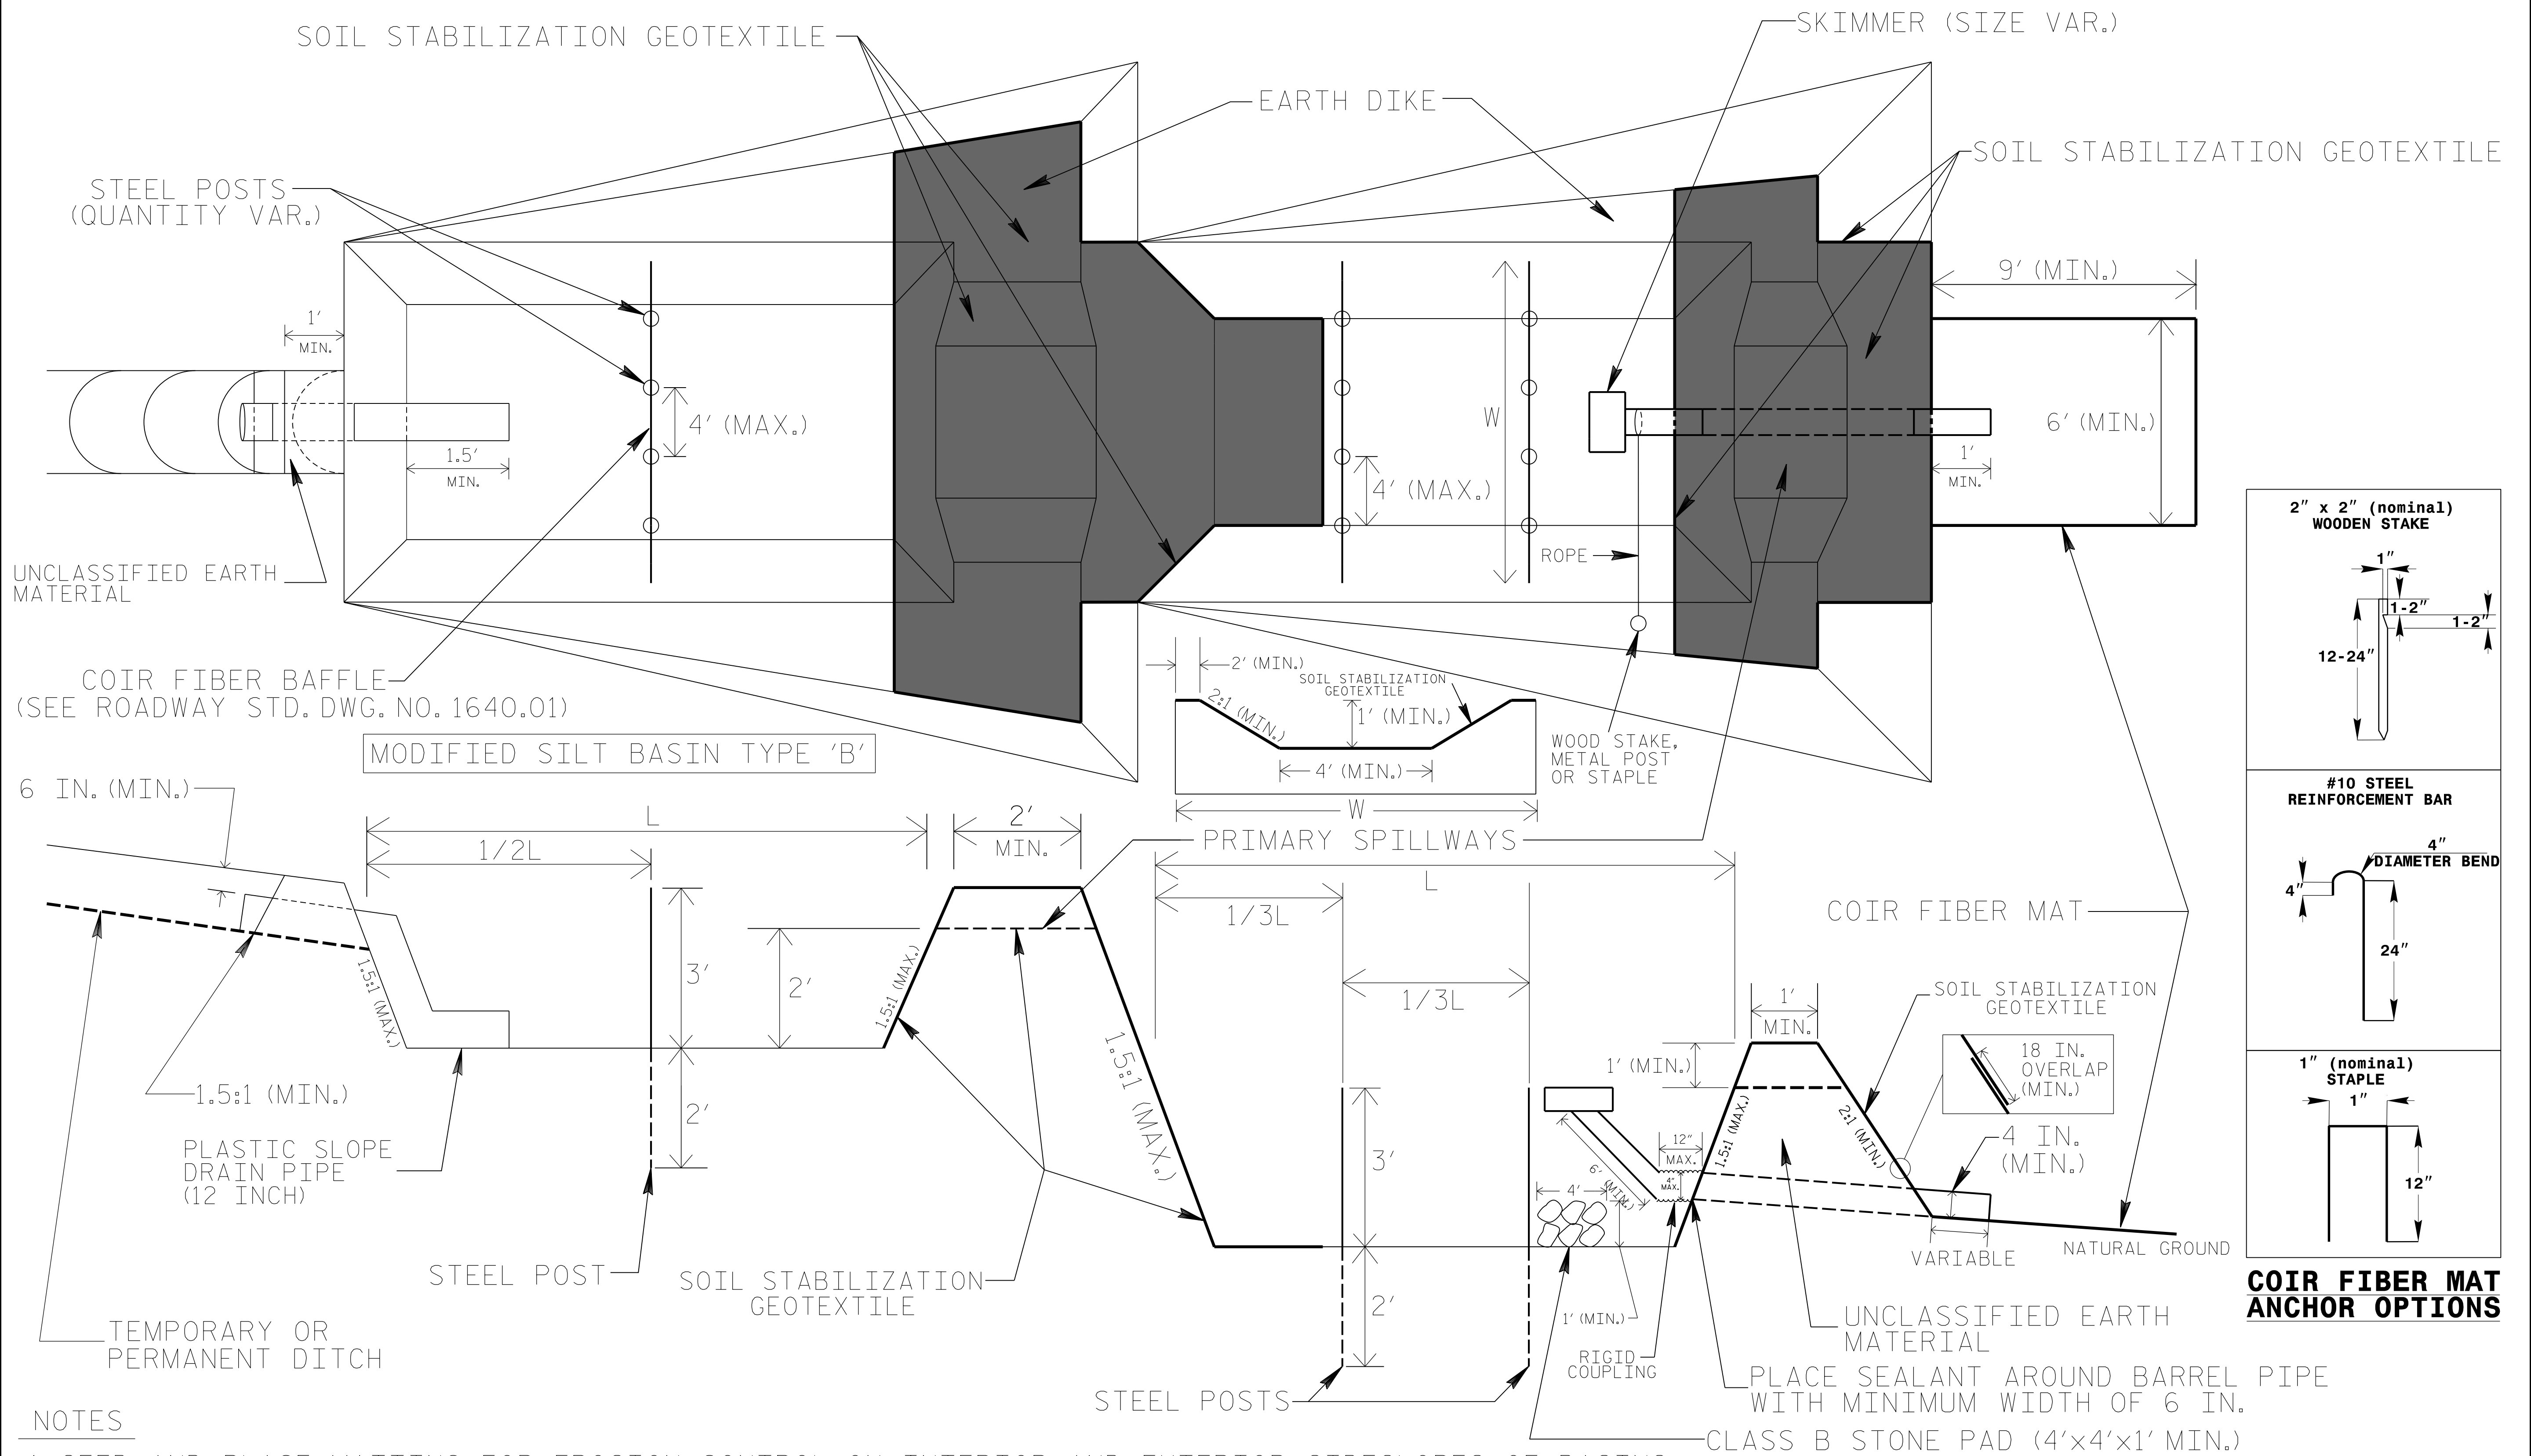 SKIMMER (SIZE VAR.)
SOIL STABILIZATION GEOTEXTILE
EARTH DIKE
SOIL STABILIZATION GEOTEXTILE
STEEL POSTS
(QUANTITY VAR.)
9' (MIN.)
1'
MIN.
4' (MAX.)
W
6' (MIN.)
1.5'
MIN.
1'
MIN.
4' (MAX.)
ROPE
UNCLASSIFIED EARTH
MATERIAL
2" x 2" (nominal)
WOODEN STAKE
1"
1-2"
1-2"
12-24"
COIR FIBER BAFFLE
(SEE ROADWAY STD. DWG. NO. 1640.01)
2' (MIN.)
SOIL STABILIZATION
GEOTEXTILE
2:1 (MIN.)
1' (MIN.)
4' (MIN.)
W
WOOD STAKE,
METAL POST
OR STAPLE
MODIFIED SILT BASIN TYPE 'B'
6 IN. (MIN.)
L
2'
MIN.
1/2L
PRIMARY SPILLWAYS
L
1/3L
1/3L
#10 STEEL
REINFORCEMENT BAR
4"
DIAMETER BEND
4"
24"
COIR FIBER MAT
1.5:1 (MAX.)
3'
2'
1.5:1 (MAX.)
2'
1.5:1 (MAX.)
1.5:1 (MIN.)
PLASTIC SLOPE
DRAIN PIPE
(12 INCH)
1'
MIN.
1' (MIN.)
SOIL STABILIZATION
GEOTEXTILE
18 IN.
OVERLAP
(MIN.)
1" (nominal)
STAPLE
1"
12"
3'
2'
12"
MAX.
4"
MAX.
6'
(MIN.)
4'
1.5:1 (MAX.)
2:1 (MIN.)
4 IN.
(MIN.)
VARIABLE
NATURAL GROUND
STEEL POST
SOIL STABILIZATION
GEOTEXTILE
COIR FIBER MAT
ANCHOR OPTIONS
TEMPORARY OR
PERMANENT DITCH
1' (MIN.)
RIGID
COUPLING
UNCLASSIFIED EARTH
MATERIAL
PLACE SEALANT AROUND BARREL PIPE
WITH MINIMUM WIDTH OF 6 IN.
STEEL POSTS
CLASS B STONE PAD (4'x4'x1' MIN.)
NOTES